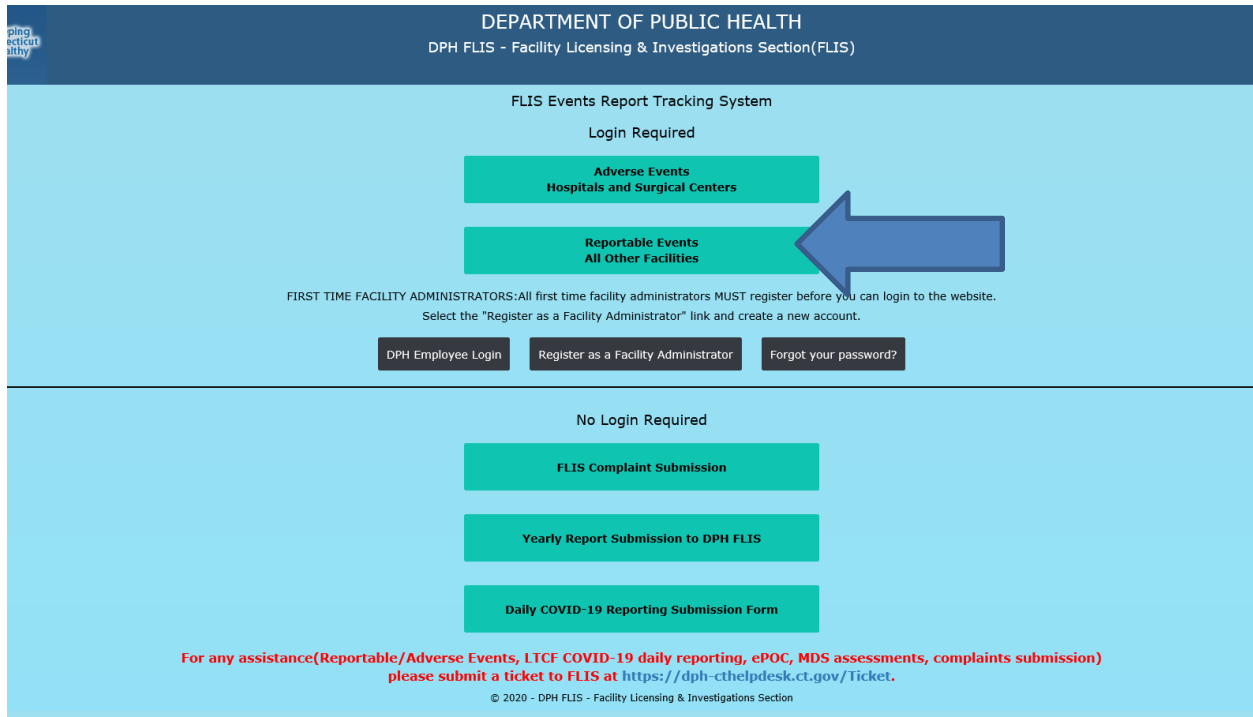 DEPARTMENT OF PUBLIC HEALTH
DPH FLIS - Facility Licensing & Investigations Section(FLIS)
FLIS Events Report Tracking System
Login Required
Adverse Events
Hospitals and Surgical Centers
Reportable Events
All Other Facilities
FIRST TIME FACILITY ADMINISTRATORS:All first time facility administrators MUST register before you can login to the website.
Select the "Register as a Facility Administrator" link and create a new account.
DPH Employee Login Register as a Facility Administrator Forgot your password?
No Login Required
FLIS Complaint Submission
Yearly Report Submission to DPH FLIS
Daily COVID-19 Reporting Submission Form
For any assistance(Reportable/Adverse Events, LTCF COVID-19 daily reporting, ePOC, MDS assessments, complaints submission)
please submit a ticket to FLIS at https://dph-cthelpdesk.ct.gov/Ticket.
© 2020 - DPH FLIS - Facility Licensing & Investigations Section